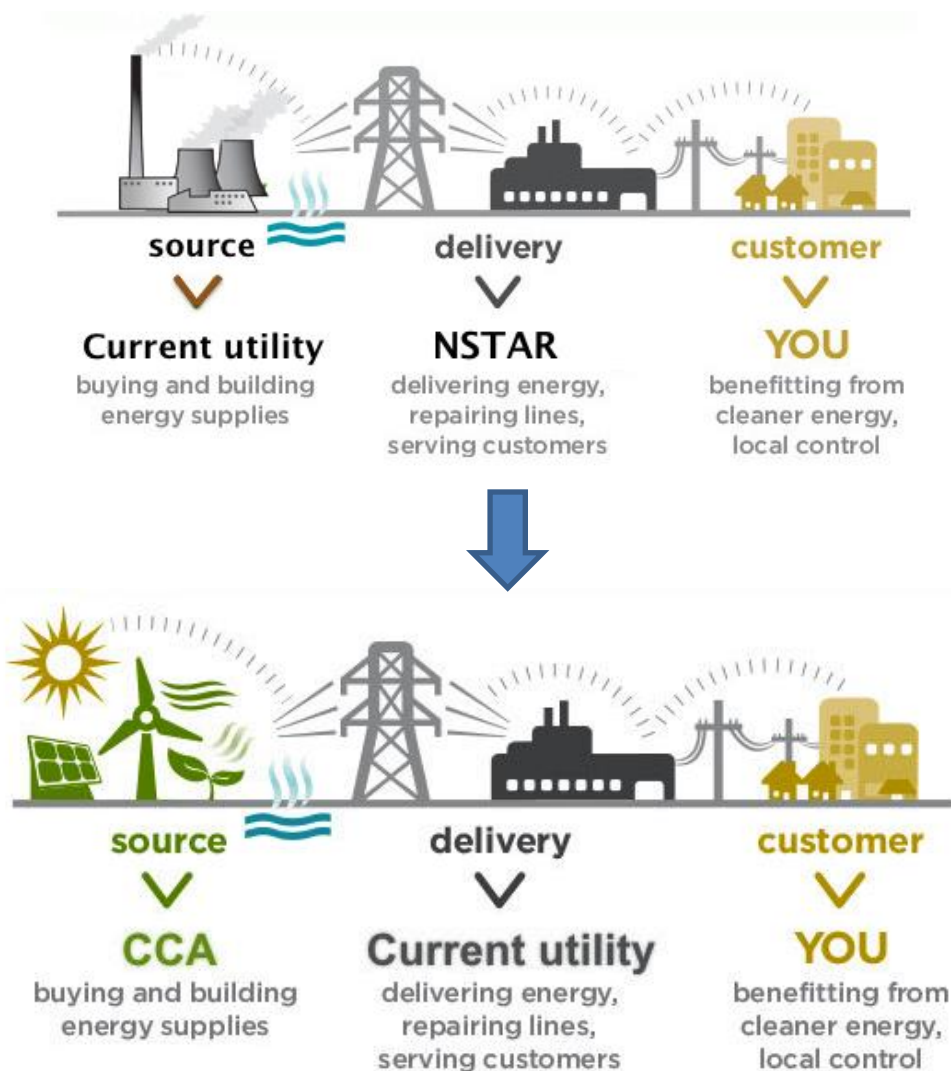 source
delivery
customer
Current utility
NSTAR
YOU
buying and building
energy supplies
delivering energy,
repairing lines,
serving customers
benefitting from
cleaner energy,
local control
source
delivery
customer
CCA
Current utility
YOU
buying and building
energy supplies
delivering energy,
repairing lines,
serving customers
benefitting from
cleaner energy,
local control